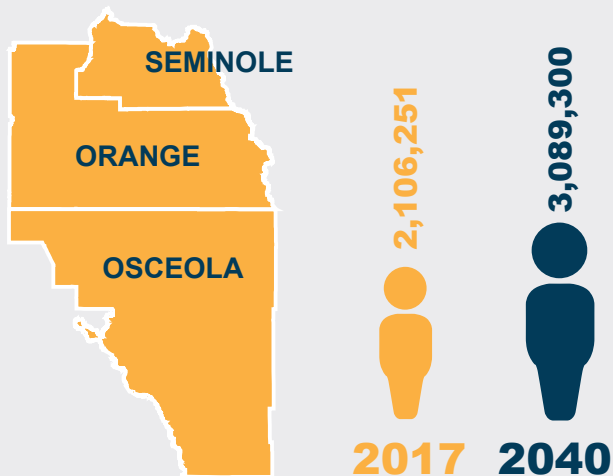 SEMINOLE
ORANGE
OSCEOLA
2,106,251
2017
3,089,300
2040